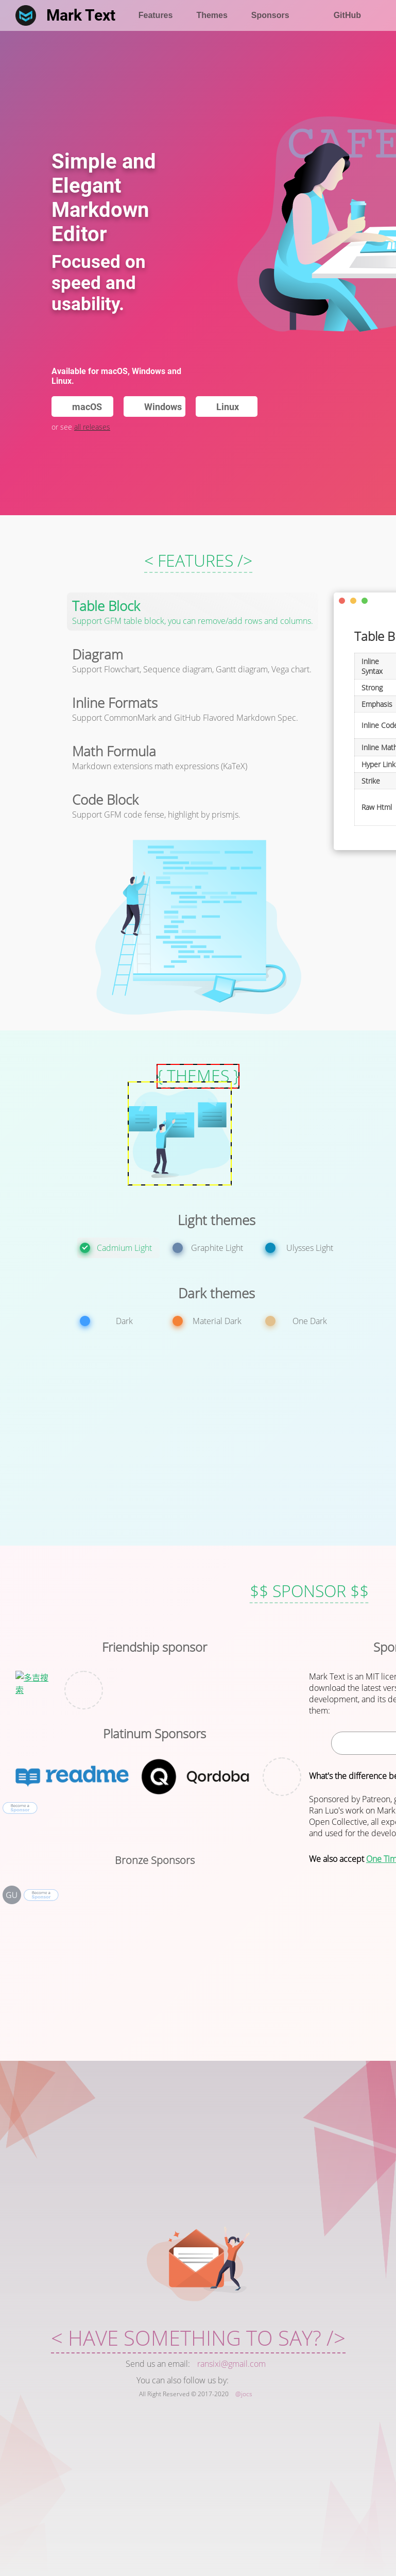 Mark Text
Features
Themes
Sponsors
GitHub
CAFE
Simple and
Elegant
Markdown
Editor
Focused on
speed and
usability.
Available for macOS, Windows and
Linux.
macOS
Windows
Linux
or see all releases
< FEATURES />
Table Block
Support GFM table block, you can remove/add rows and columns.
Diagram
Support Flowchart, Sequence diagram, Gantt diagram, Vega chart.
Inline Formats
Support CommonMark and GitHub Flavored Markdown Spec.
Math Formula
Markdown extensions math expressions (KaTeX)
Code Block
Support GFM code fense, highlight by prismjs.
Table B
Inline
Syntax
Strong
Emphasis
Inline Code
Inline Math
Hyper Link
Strike
Raw Html
{ THEMES }
Light themes
Cadmium Light
Graphite Light
Ulysses Light
Dark themes
Dark
Material Dark
One Dark
$$ SPONSOR $$
Friendship sponsor
多吉搜
索
Platinum Sponsors
readme
Qordoba
Become a
Sponsor
Bronze Sponsors
GU
Become a
Sponsor
Spon
Mark Text is an MIT licen
download the latest vers
development, and its de
them:
What's the difference be
Sponsored by Patreon, g
Ran Luo's work on Mark
Open Collective, all expe
and used for the develo
We also accept One Tim
< HAVE SOMETHING TO SAY? />
Send us an email: ransixi@gmail.com
You can also follow us by:
All Right Reserved © 2017-2020 @Jocs